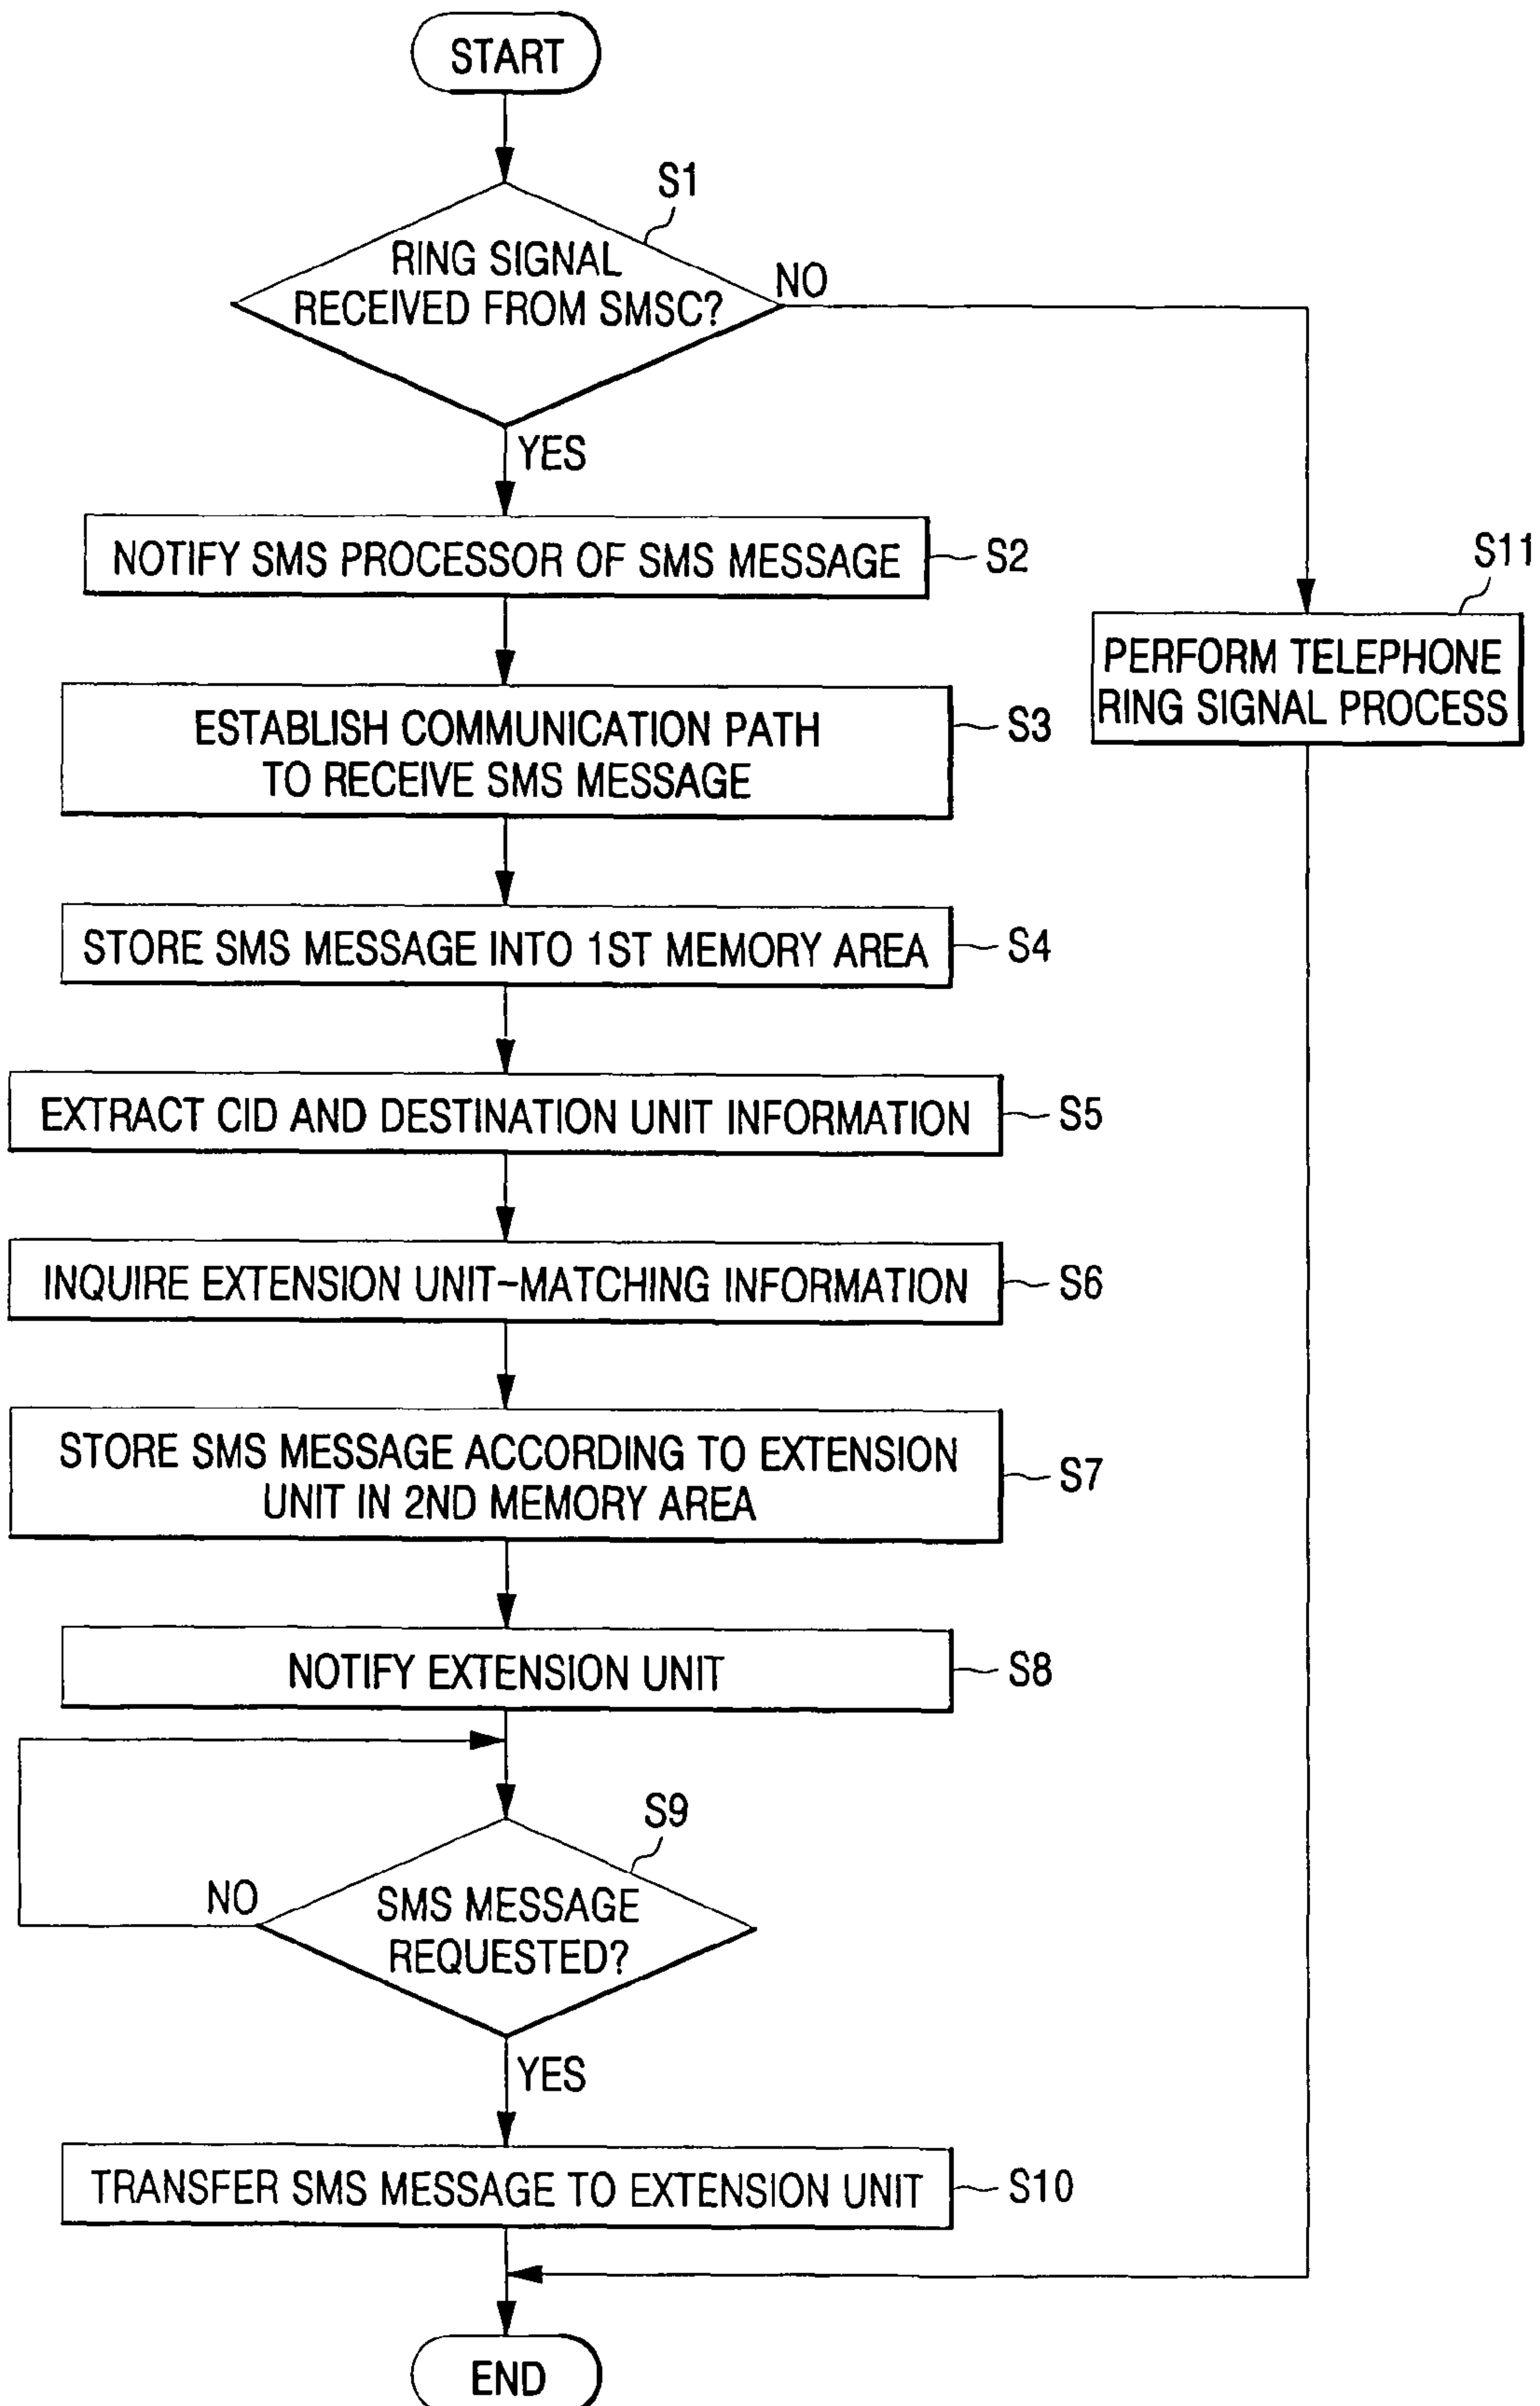 START
S1
RING SIGNAL
RECEIVED FROM SMSC?
NO
YES
NOTIFY SMS PROCESSOR OF SMS MESSAGE
S2
S11
PERFORM TELEPHONE
RING SIGNAL PROCESS
ESTABLISH COMMUNICATION PATH
TO RECEIVE SMS MESSAGE
S3
STORE SMS MESSAGE INTO 1ST MEMORY AREA
S4
EXTRACT CID AND DESTINATION UNIT INFORMATION
S5
INQUIRE EXTENSION UNIT-MATCHING INFORMATION
S6
STORE SMS MESSAGE ACCORDING TO EXTENSION
UNIT IN 2ND MEMORY AREA
S7
NOTIFY EXTENSION UNIT
S8
S9
NO
SMS MESSAGE
REQUESTED?
YES
TRANSFER SMS MESSAGE TO EXTENSION UNIT
S10
END